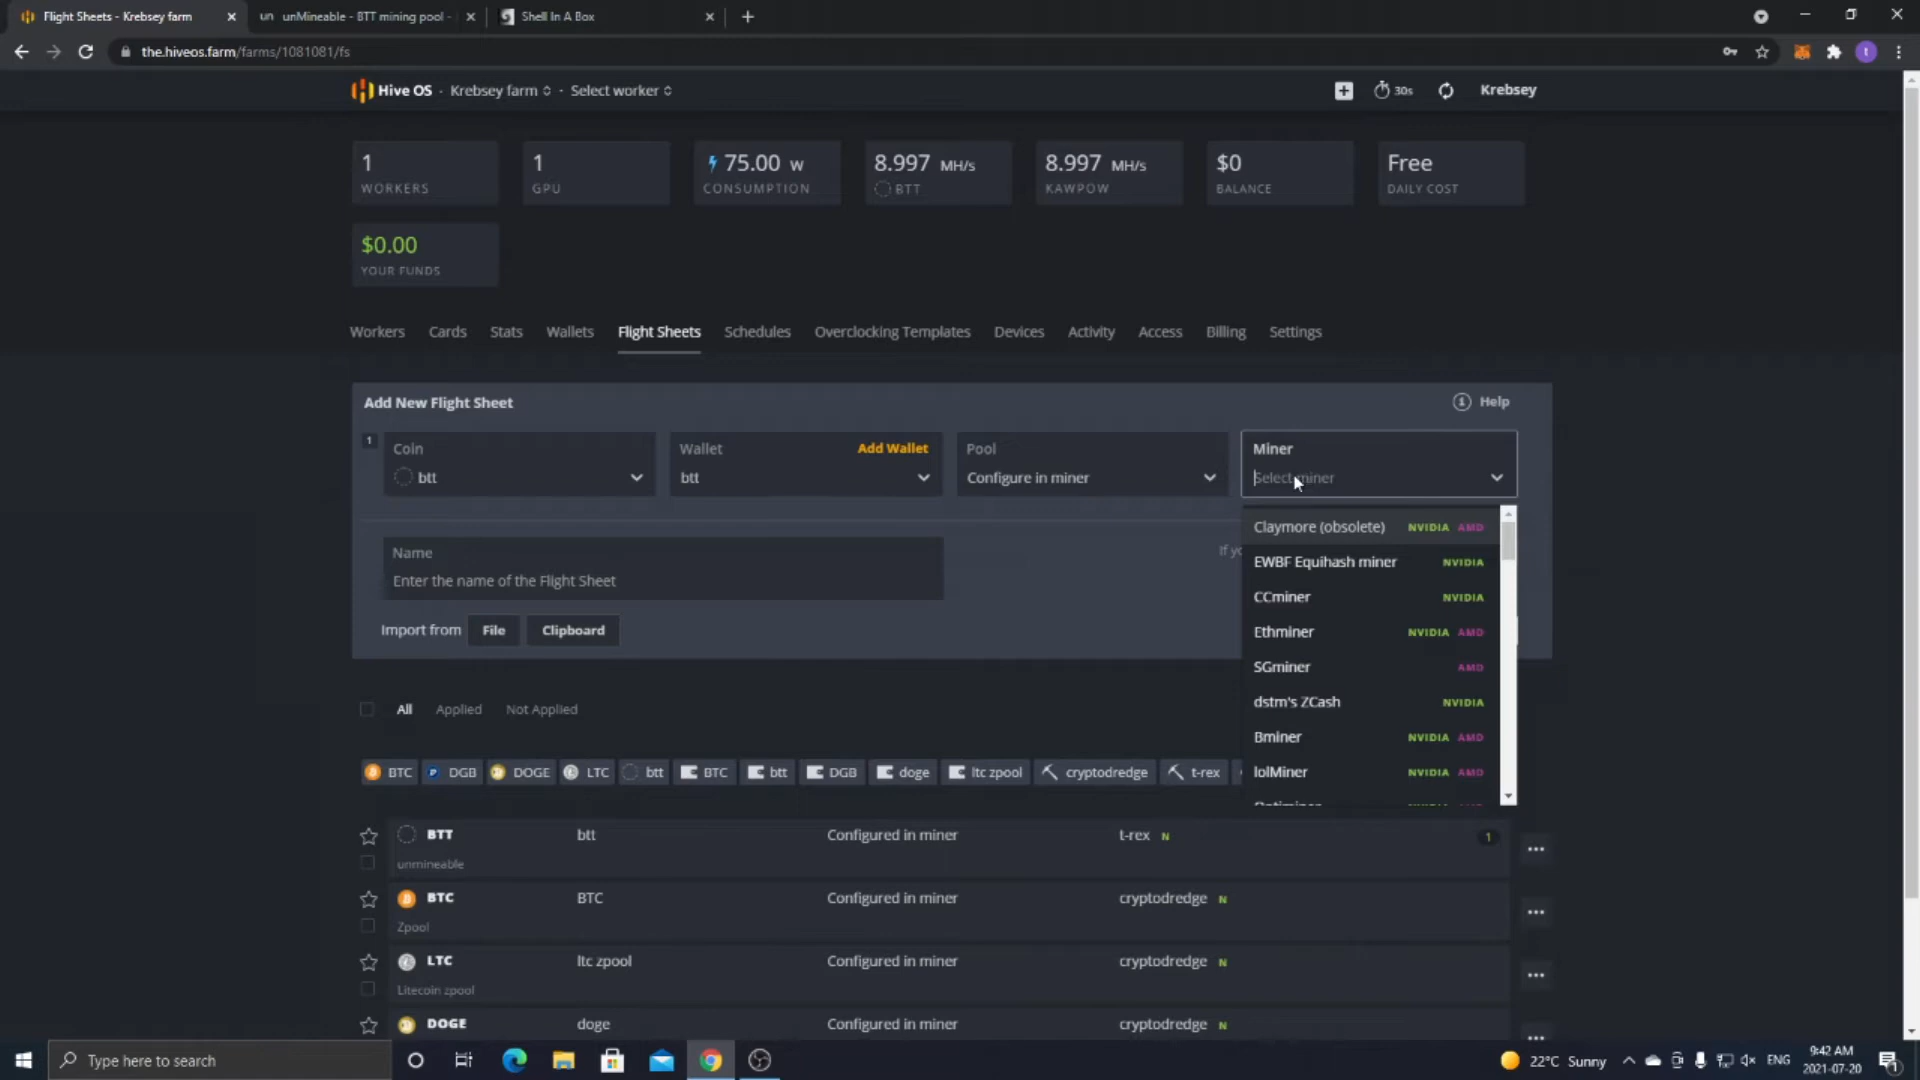 Flight Sheets - Krebsey farm
un unMineable - BTT mining pool -
Shell In A Box
the.hiveos.farm/farms/1081081/fs
t
Hive OS · Krebsey farm · Select worker
30s
Krebsey
1
WORKERS
1
GPU
75.00 W
CONSUMPTION
8.997 MH/s
BTT
8.997 MH/s
KAWPOW
$0
BALANCE
Free
DAILY COST
$0.00
YOUR FUNDS
Workers Cards Stats Wallets Flight Sheets Schedules Overclocking Templates Devices Activity Access Billing Settings
Add New Flight Sheet
Help
1
Coin
btt
Wallet
Add Wallet
btt
Pool
Configure in miner
Miner
Select miner
Claymore (obsolete) NVIDIA AMD
EWBF Equihash miner NVIDIA
CCminer NVIDIA
Ethminer NVIDIA AMD
SGminer AMD
dstm's ZCash NVIDIA
Bminer NVIDIA AMD
lolMiner NVIDIA AMD
Name
Enter the name of the Flight Sheet
Import from File Clipboard
All Applied Not Applied
BTC DGB DOGE LTC btt BTC btt DGB doge ltc zpool cryptodredge t-rex
BTT btt Configured in miner t-rex N 1
unmineable
BTC BTC Configured in miner cryptodredge N
Zpool
LTC ltc zpool Configured in miner cryptodredge N
Litecoin zpool
DOGE doge Configured in miner cryptodredge N
Type here to search
22°C Sunny
ENG
9:42 AM
2021-07-20
1